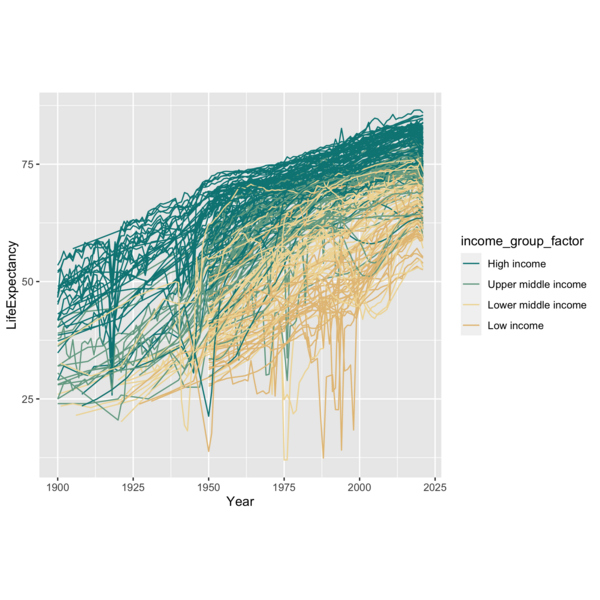 75
50
25
1900
1925
1950
1975
2000
2025
Year
LifeExpectancy
income_group_factor
High income
Upper middle income
Lower middle income
Low income